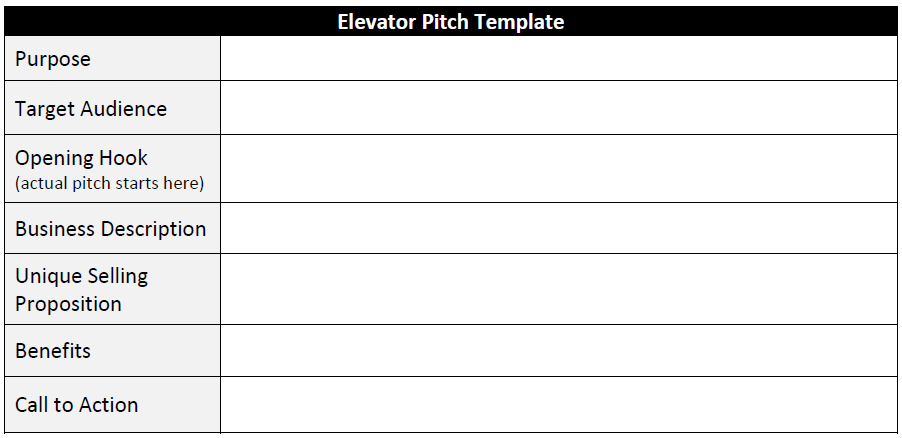 Elevator Pitch Template
Purpose
Target Audience
Opening Hook
(actual pitch starts here)
Business Description
Unique Selling
Proposition
Benefits
Call to Action